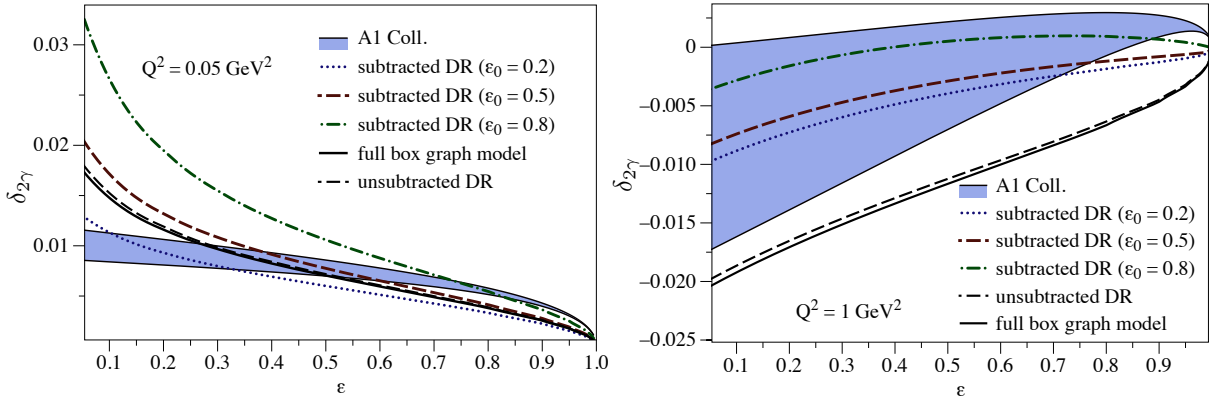 0.03
0.02
0.01
δ2γ
Q² = 0.05 GeV²
A1 Coll.
subtracted DR (ε₀ = 0.2)
subtracted DR (ε₀ = 0.5)
subtracted DR (ε₀ = 0.8)
full box graph model
unsubtracted DR
0.1 0.2 0.3 0.4 0.5 0.6 0.7 0.8 0.9 1.0
ε
0
−0.005
−0.010
−0.015
−0.020
−0.025
δ2γ
A1 Coll.
subtracted DR (ε₀ = 0.2)
subtracted DR (ε₀ = 0.5)
subtracted DR (ε₀ = 0.8)
unsubtracted DR
full box graph model
Q² = 1 GeV²
0.1 0.2 0.3 0.4 0.5 0.6 0.7 0.8 0.9
ε